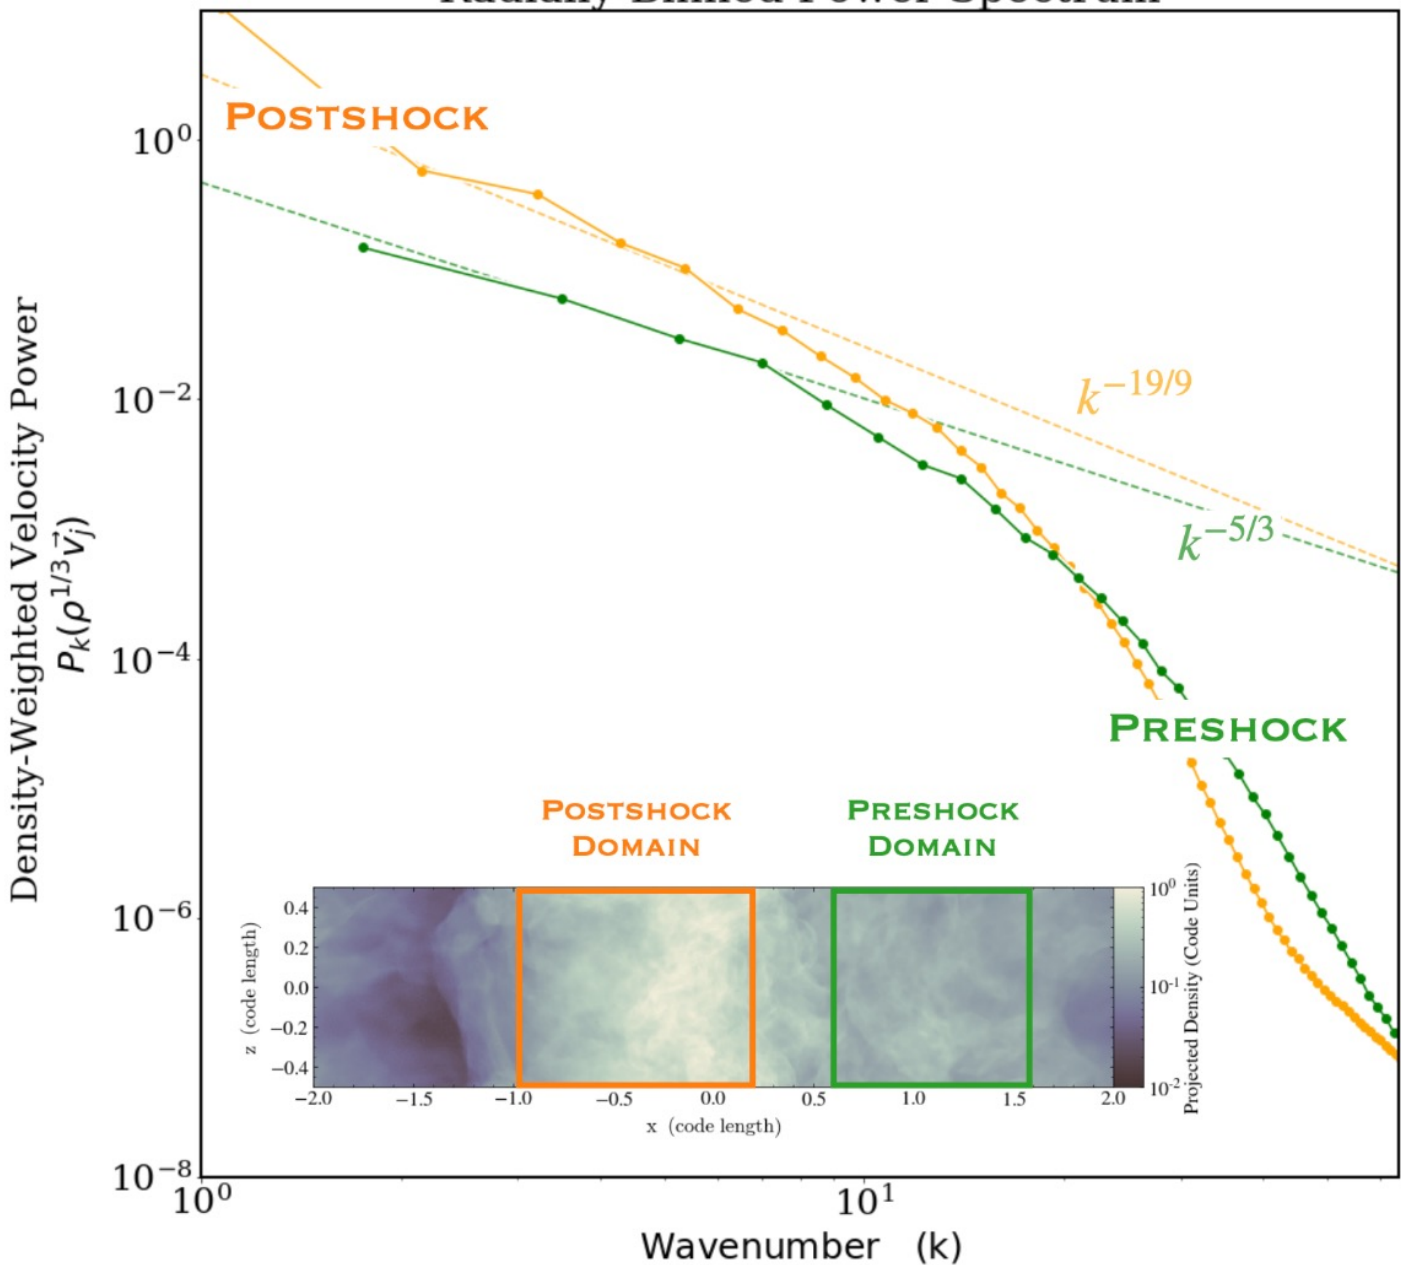 Radially Binned Power Spectrum
Density-Weighted Velocity Power
P_k(ρ^{1/3}v⃗_j)
10^0
10^{-2}
10^{-4}
10^{-6}
10^{-8}
POSTSHOCK
k^{-19/9}
k^{-5/3}
PRESHOCK
POSTSHOCK
DOMAIN
PRESHOCK
DOMAIN
z (code length)
0.4
0.2
0.0
−0.2
−0.4
−2.0 −1.5 −1.0 −0.5 0.0 0.5 1.0 1.5 2.0
x (code length)
10^0
10^{-1}
10^{-2}
Projected Density (Code Units)
10^0 10^1
Wavenumber (k)